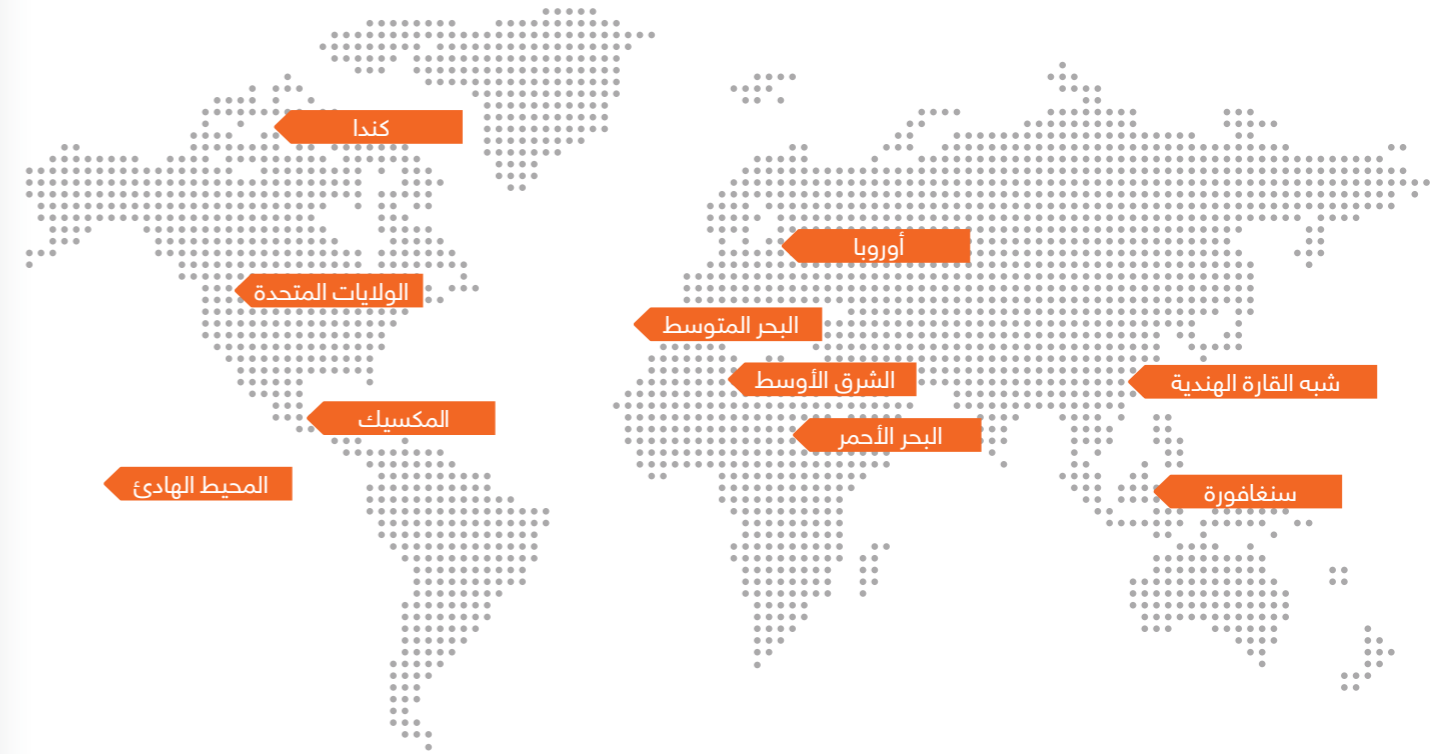 كندا
أوروبا
الولايات المتحدة
البحر المتوسط
الشرق الأوسط
شبه القارة الهندية
المكسيك
البحر الأحمر
المحيط الهادئ
سنغافورة